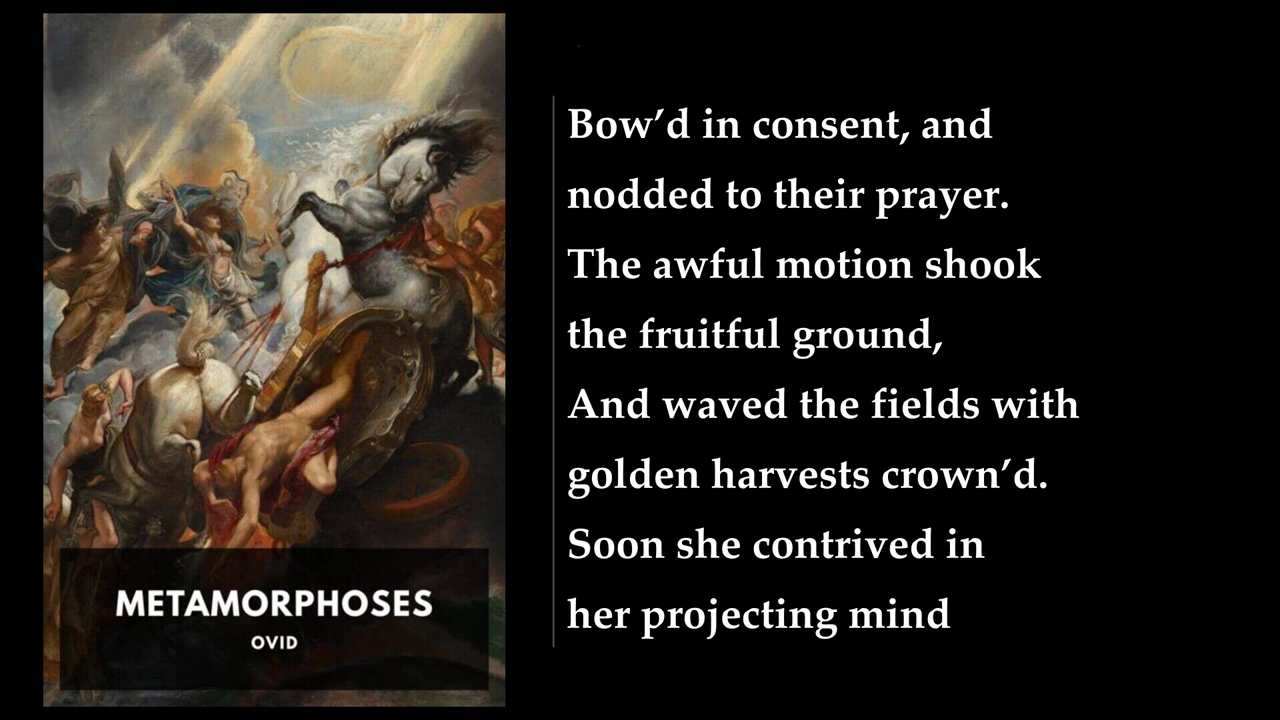 METAMORPHOSES
OVID
Bow’d in consent, and
nodded to their prayer.
The awful motion shook
the fruitful ground,
And waved the fields with
golden harvests crown’d.
Soon she contrived in
her projecting mind